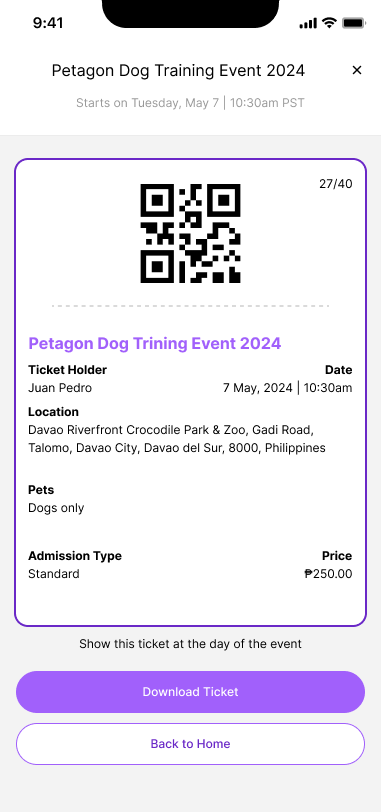 9:41
Petagon Dog Training Event 2024
Starts on Tuesday, May 7 | 10:30am PST
27/40
Petagon Dog Trining Event 2024
Ticket Holder Date
Juan Pedro 7 May, 2024 | 10:30am
Location
Davao Riverfront Crocodile Park & Zoo, Gadi Road,
Talomo, Davao City, Davao del Sur, 8000, Philippines
Pets
Dogs only
Admission Type Price
Standard ₱250.00
Show this ticket at the day of the event
Download Ticket
Back to Home